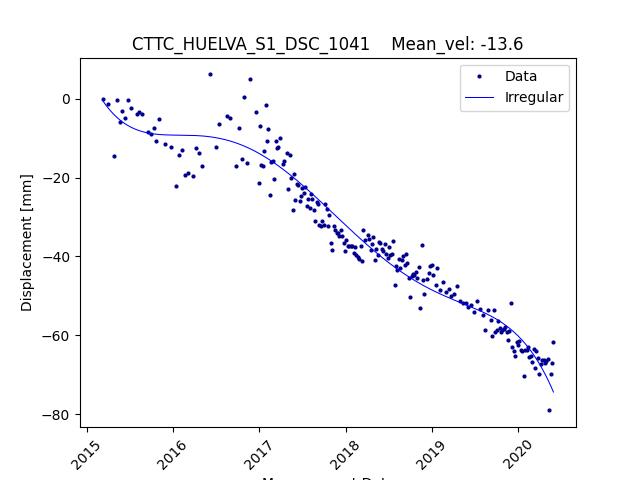 CTTC_HUELVA_S1_DSC_1041    Mean_vel: -13.6
Data
Irregular
Displacement [mm]
0
−20
−40
−60
−80
2015
2016
2017
2018
2019
2020